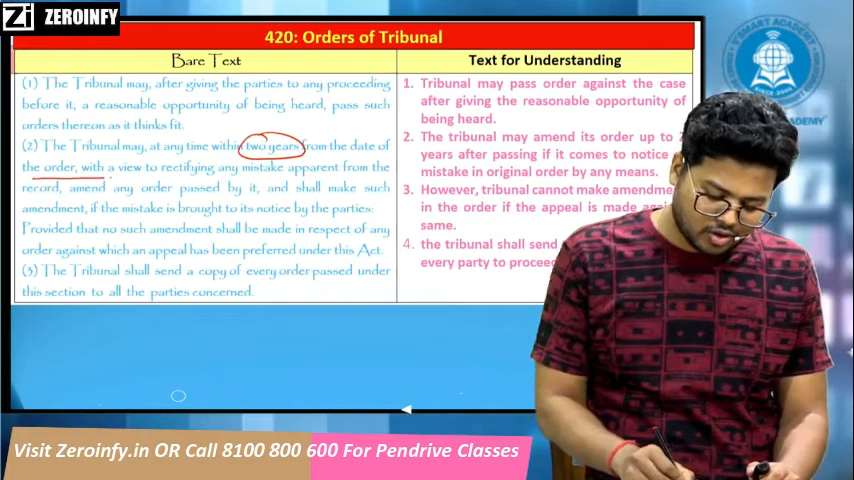 Zi ZEROINFY
420: Orders of Tribunal
Bare Text
Text for Understanding
(1) The Tribunal may, after giving the parties to any proceeding
before it, a reasonable opportunity of being heard, pass such
orders thereon as it thinks fit.
(2) The Tribunal may, at any time within two years from the date of
the order, with a view to rectifying any mistake apparent from the
record, amend any order passed by it, and shall make such
amendment, if the mistake is brought to its notice by the parties:
Provided that no such amendment shall be made in respect of any
order against which an appeal has been preferred under this Act.
(3) The Tribunal shall send a copy of every order passed under
this section to all the parties concerned.
1. Tribunal may pass order against the case
after giving the reasonable opportunity of
being heard.
2. The tribunal may amend its order up to 2
years after passing if it comes to notice
mistake in original order by any means.
3. However, tribunal cannot make
in the order if the appeal is made
same.
4. the tribunal shall send
every party to
SMART ACADEMY
Visit Zeroinfy.in OR Call 8100 800 600 For Pendrive Classes